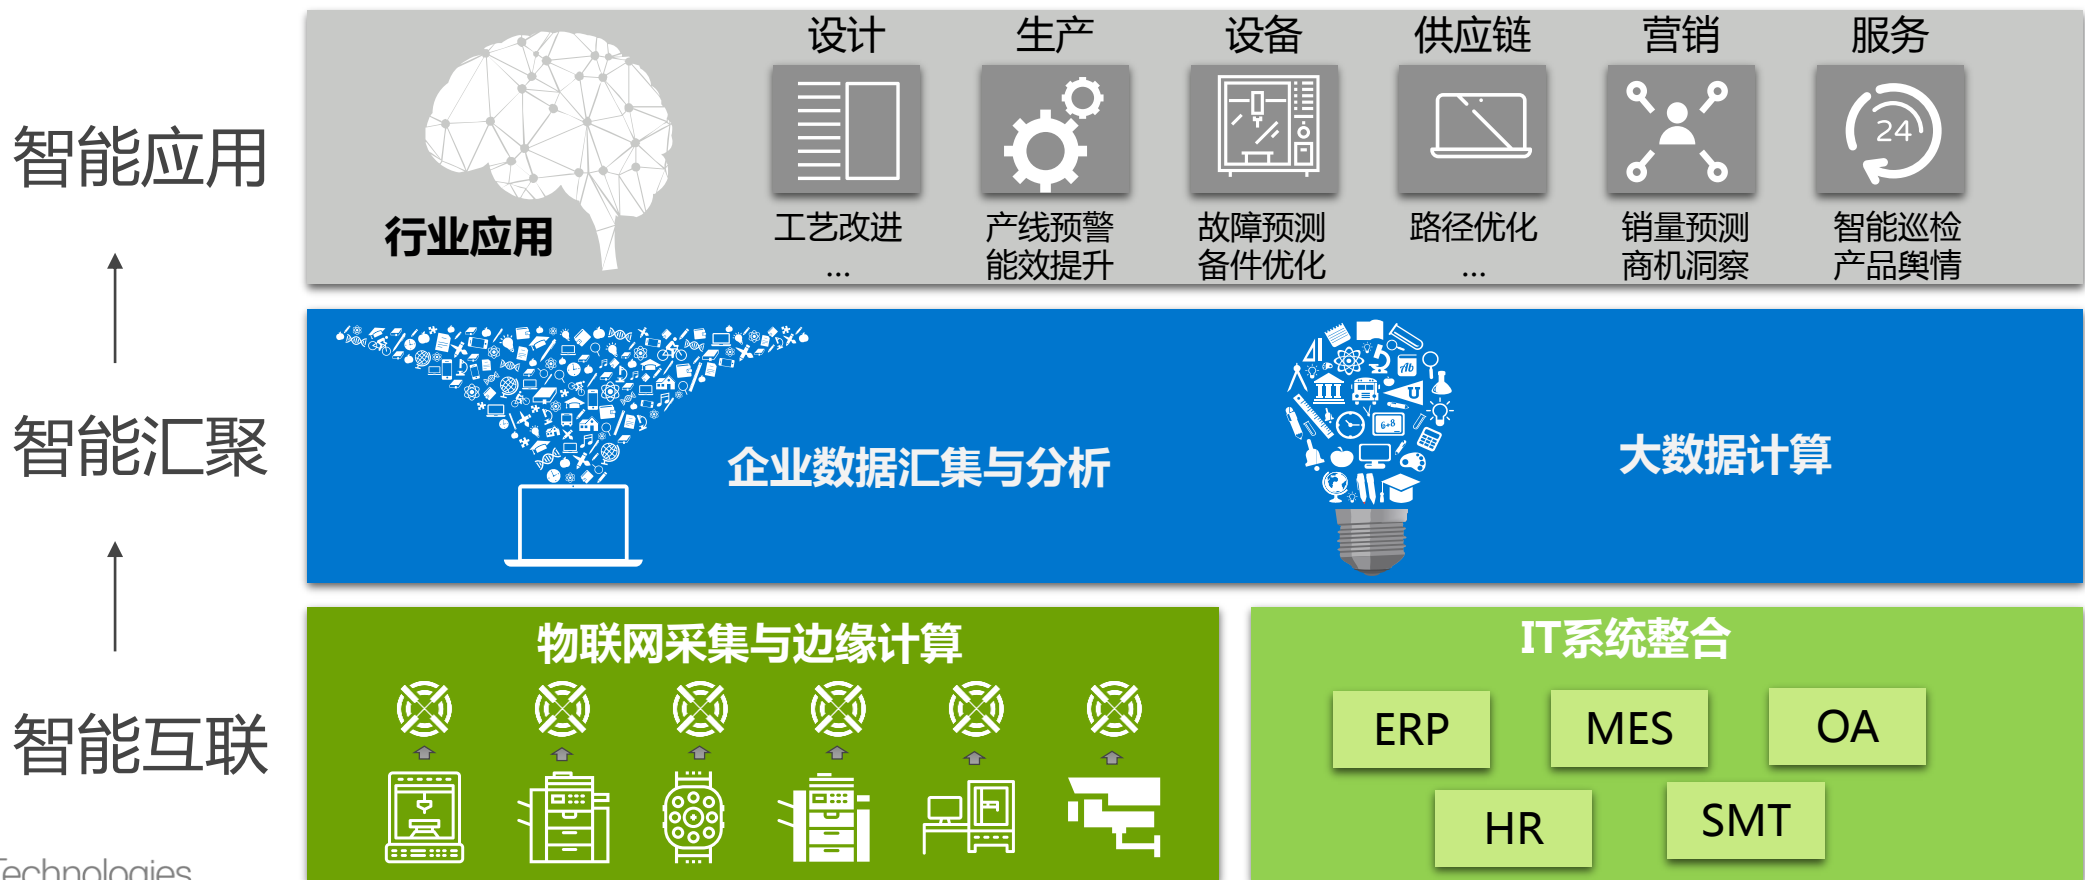 设计
生产
设备
供应链
营销
服务
24
智能应用
行业应用
工艺改进
...
产线预警
能效提升
故障预测
备件优化
路径优化
...
销量预测
商机洞察
智能巡检
产品舆情
智能汇聚
企业数据汇集与分析
Ab
U
6+8
大数据计算
智能互联
物联网采集与边缘计算
IT系统整合
ERP
MES
OA
HR
SMT
Technologies